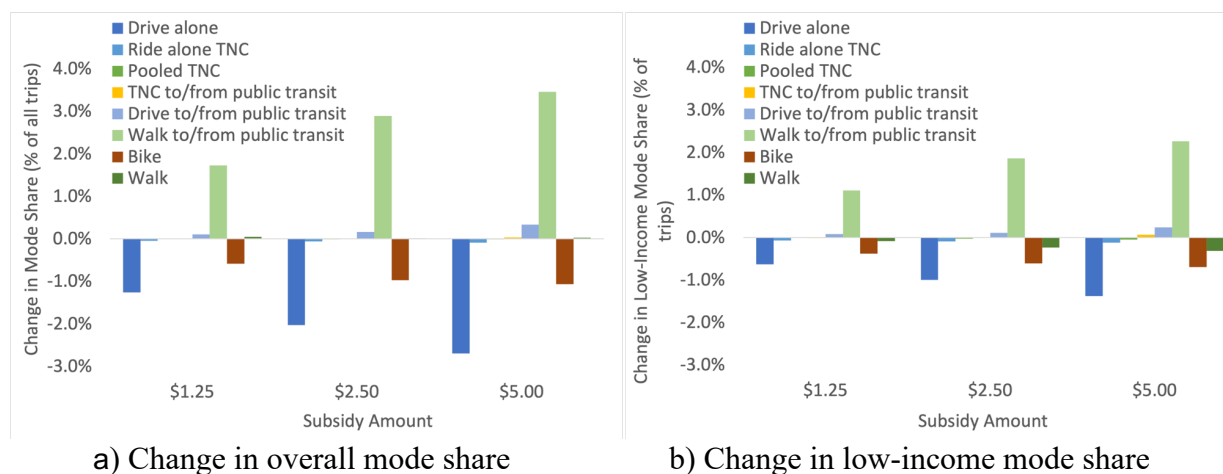 Drive alone
Ride alone TNC
Pooled TNC
TNC to/from public transit
Drive to/from public transit
Walk to/from public transit
Bike
Walk
4.0%
3.0%
2.0%
1.0%
0.0%
-1.0%
-2.0%
-3.0%
Change in Mode Share (% of all trips)
$1.25
$2.50
$5.00
Subsidy Amount
a) Change in overall mode share
Drive alone
Ride alone TNC
Pooled TNC
TNC to/from public transit
Drive to/from public transit
Walk to/from public transit
Bike
Walk
4.0%
3.0%
2.0%
1.0%
0.0%
-1.0%
-2.0%
-3.0%
Change in Low-Income Mode Share (% of
trips)
$1.25
$2.50
$5.00
Subsidy Amount
b) Change in low-income mode share